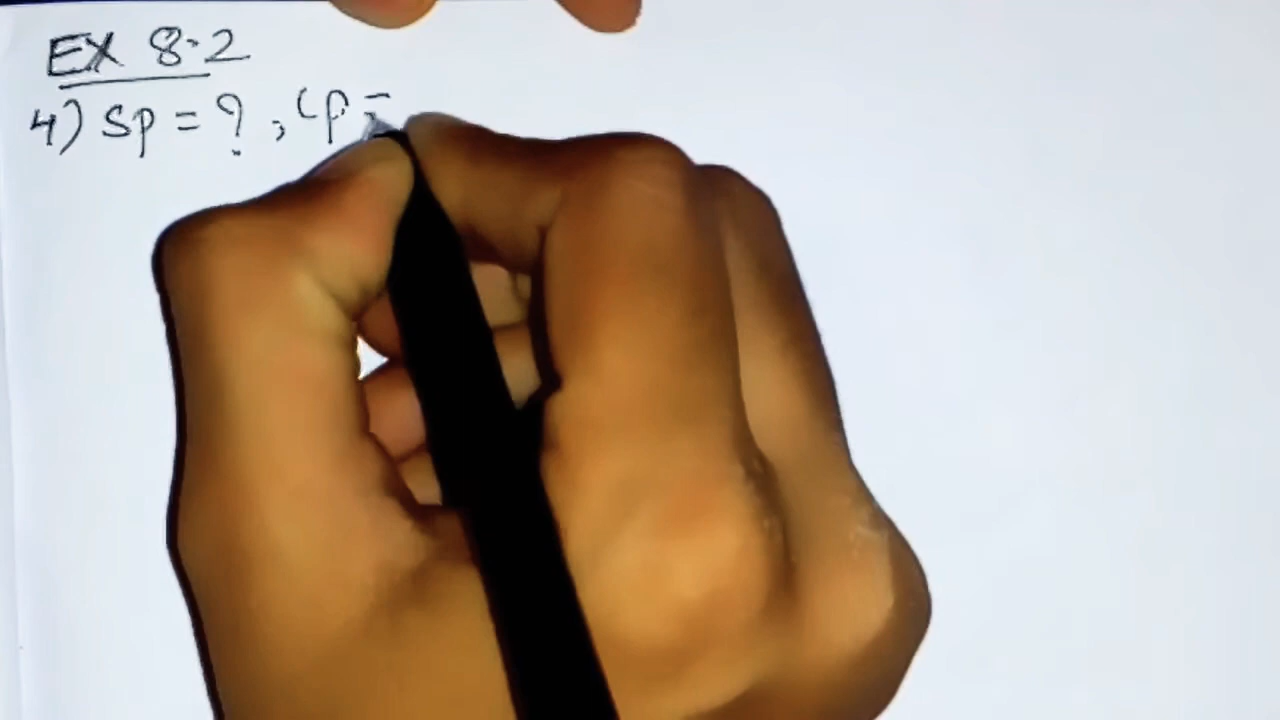 EX 8.2
4) SP = ? , CP =